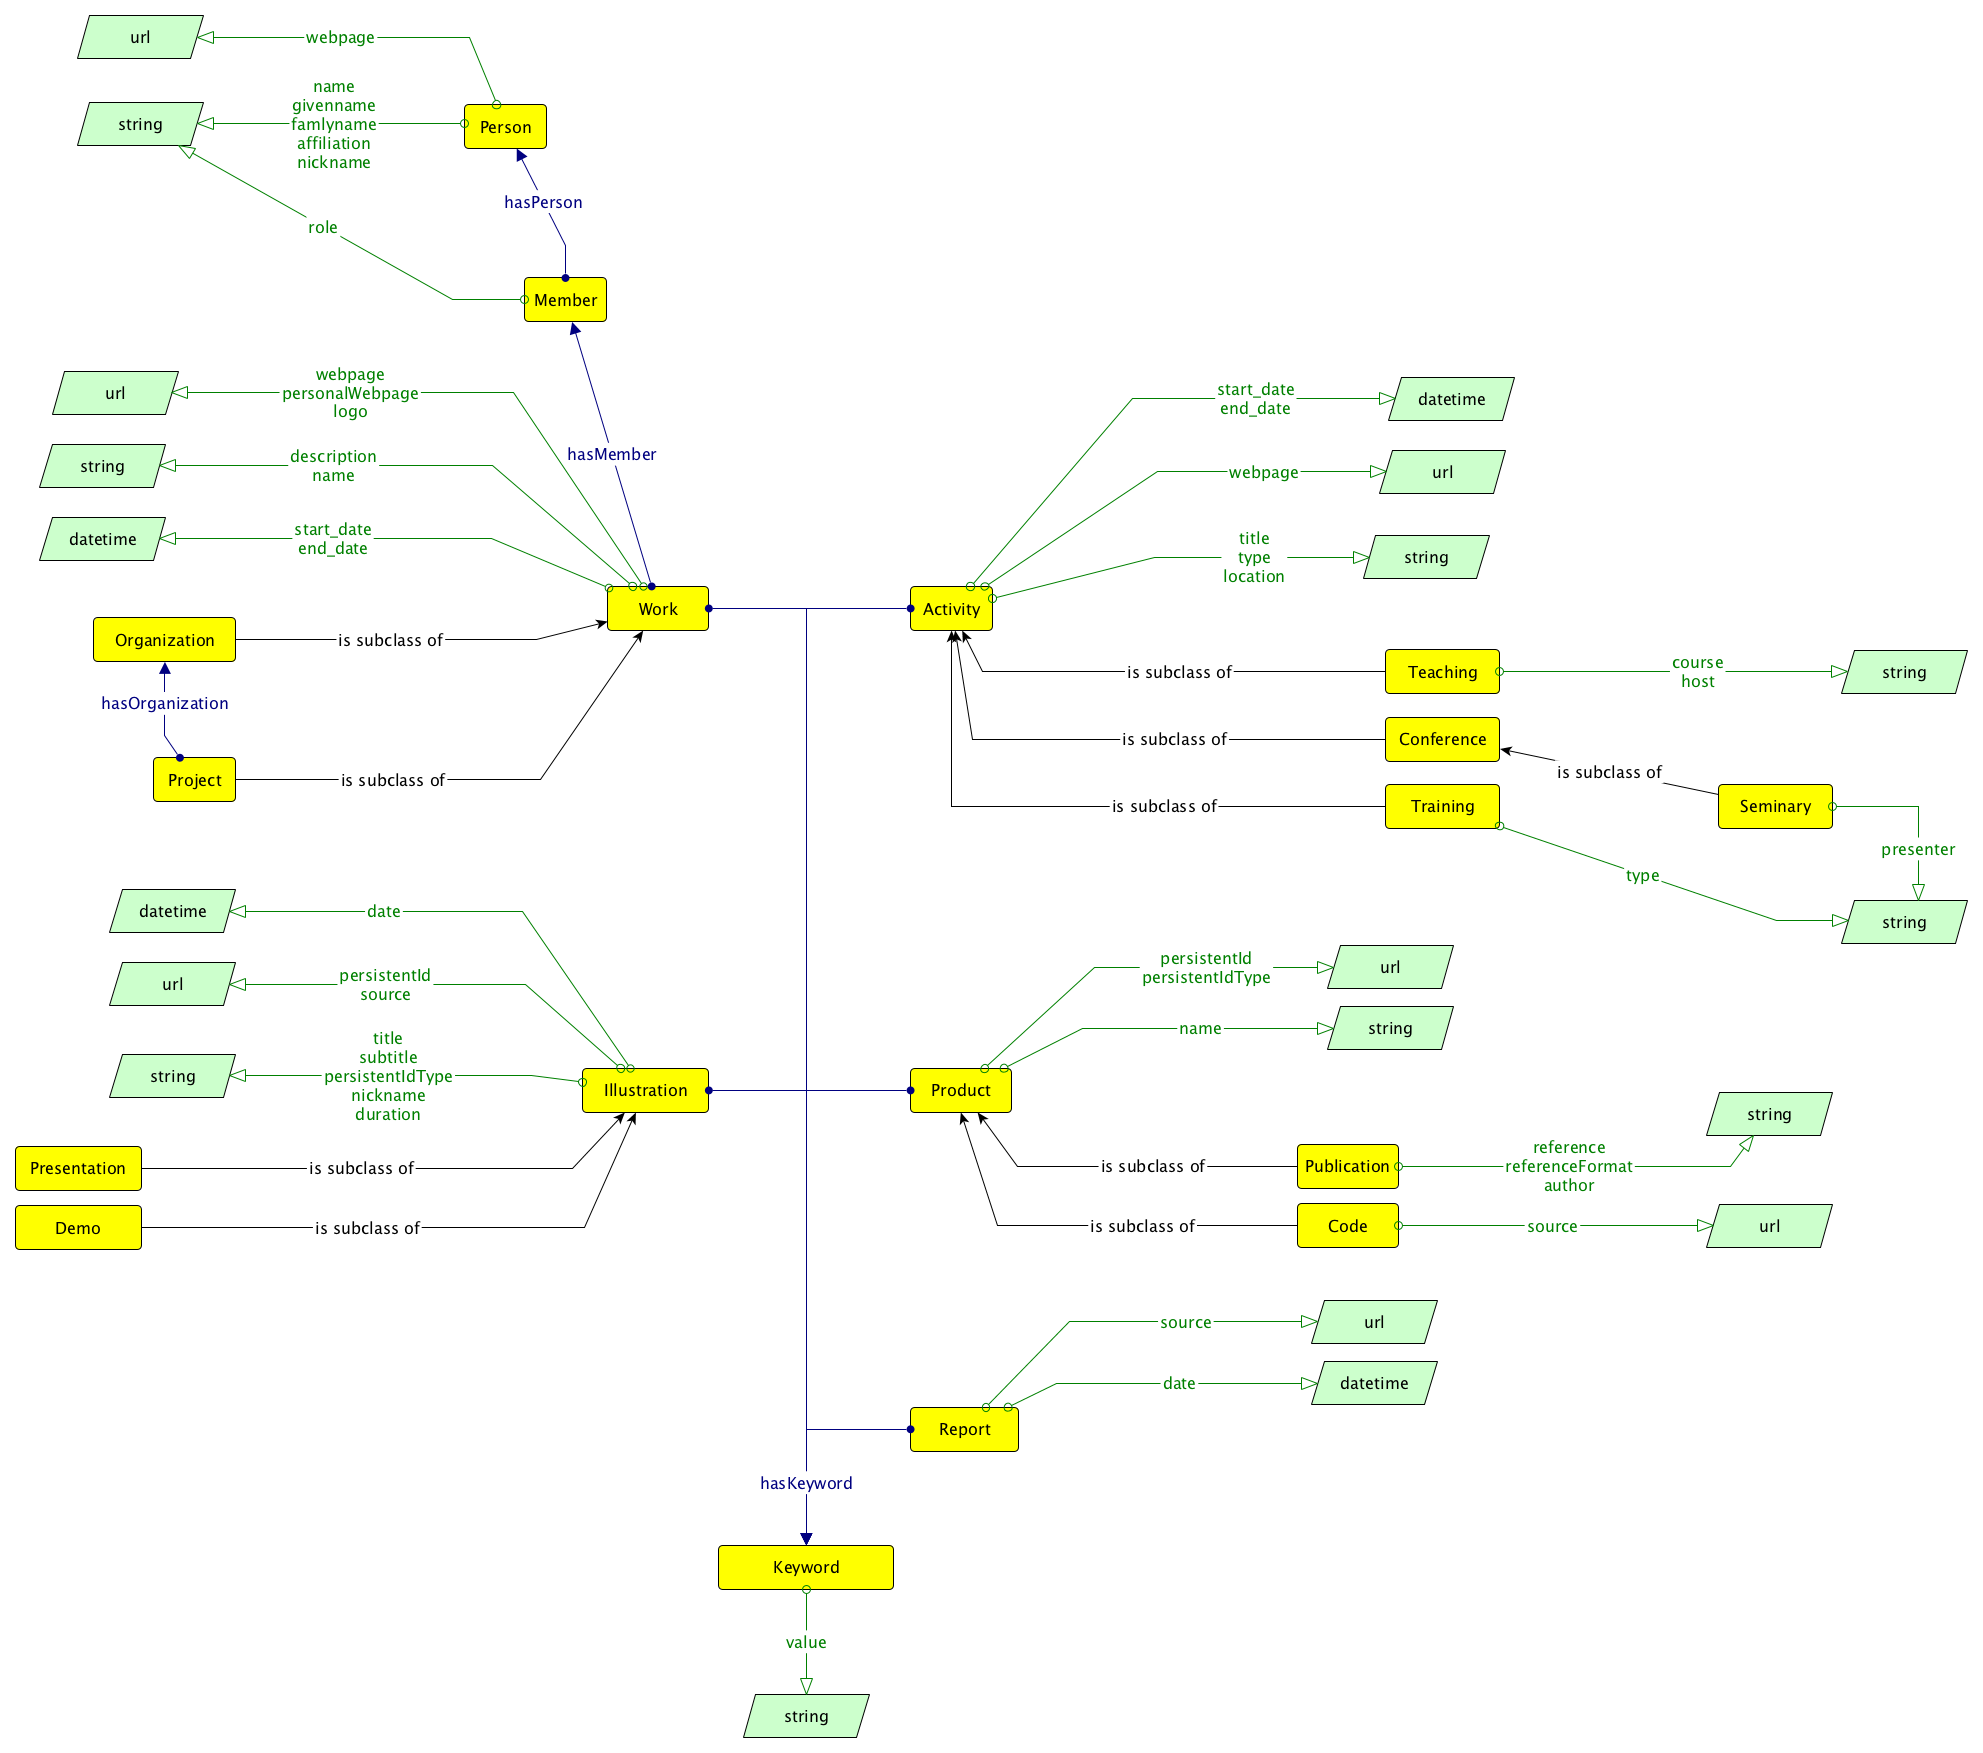 url
webpage
name
givenname
famlyname
affiliation
nickname
string
Person
hasPerson
role
Member
url
webpage
personalWebpage
logo
hasMember
string
description
name
datetime
start_date
end_date
Work
Organization
is subclass of
hasOrganization
Project
is subclass of
start_date
end_date
datetime
webpage
url
title
type
location
string
Activity
is subclass of
Teaching
course
host
string
is subclass of
Conference
is subclass of
is subclass of
Training
Seminary
presenter
type
string
datetime
date
url
persistentId
source
string
title
subtitle
persistentIdType
nickname
duration
Illustration
Presentation
is subclass of
Demo
is subclass of
persistentId
persistentIdType
url
name
string
Product
is subclass of
Publication
reference
referenceFormat
author
string
is subclass of
Code
source
url
source
url
date
datetime
Report
hasKeyword
Keyword
value
string